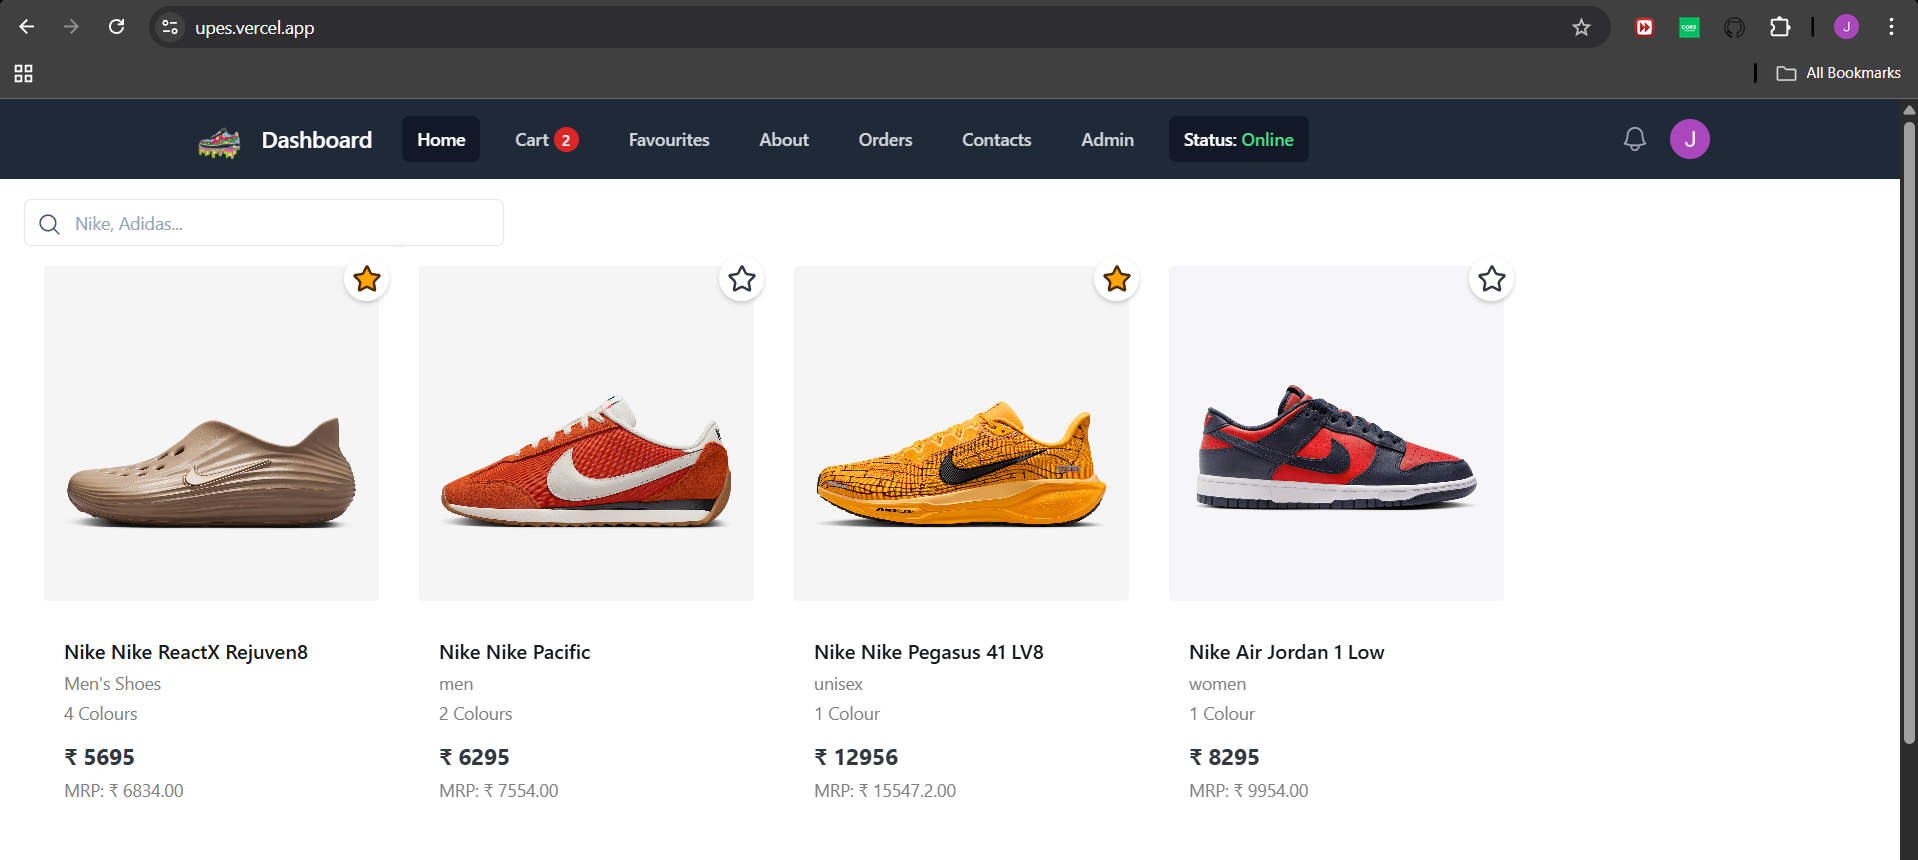 upes.vercel.app
J
All Bookmarks
Dashboard
Home
Cart 2
Favourites
About
Orders
Contacts
Admin
Status: Online
J
Nike, Adidas...
Nike Nike ReactX Rejuven8
Men's Shoes
4 Colours
₹ 5695
MRP: ₹ 6834.00
Nike Nike Pacific
men
2 Colours
₹ 6295
MRP: ₹ 7554.00
Nike Nike Pegasus 41 LV8
unisex
1 Colour
₹ 12956
MRP: ₹ 15547.2.00
Nike Air Jordan 1 Low
women
1 Colour
₹ 8295
MRP: ₹ 9954.00